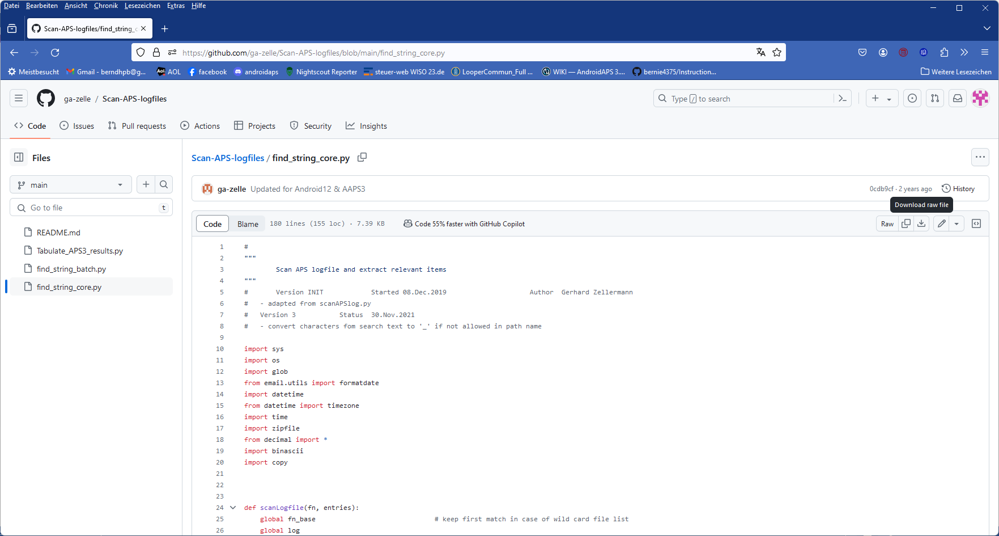 Datei Bearbeiten Ansicht Chronik Lesezeichen Extras Hilfe
Scan-APS-logfiles/find_string_c
https://github.com/ga-zelle/Scan-APS-logfiles/blob/main/find_string_core.py
Meistbesucht Gmail - berndhpb@g... AOL facebook androidaps Nightscout Reporter steuer-web WISO 23.de LooperCommun_Full ... WIKI — AndroidAPS 3.... bernie4375/Instruction... Weitere Lesezeichen
ga-zelle / Scan-APS-logfiles Type / to search
Code Issues Pull requests Actions Projects Security Insights
Files
main
Go to file t
README.md
Tabulate_APS3_results.py
find_string_batch.py
find_string_core.py
Scan-APS-logfiles / find_string_core.py
ga-zelle Updated for Android12 & AAPS3 0cdb9cf · 2 years ago History
Download raw file
Code Blame 180 lines (155 loc) · 7.39 KB Code 55% faster with GitHub Copilot Raw
1 #
2 """
3 Scan APS logfile and extract relevant items
4 """
5 # Version INIT Started 08.Dec.2019 Author Gerhard Zellermann
6 # - adapted from scanAPSlog.py
7 # Version 3 Status 30.Nov.2021
8 # - convert characters fom search text to '_' if not allowed in path name
9
10 import sys
11 import os
12 import glob
13 from email.utils import formatdate
14 import datetime
15 from datetime import timezone
16 import time
17 import zipfile
18 from decimal import *
19 import binascii
20 import copy
21
22
23
24 def scanLogfile(fn, entries):
25 global fn_base # keep first match in case of wild card file list
26 global log